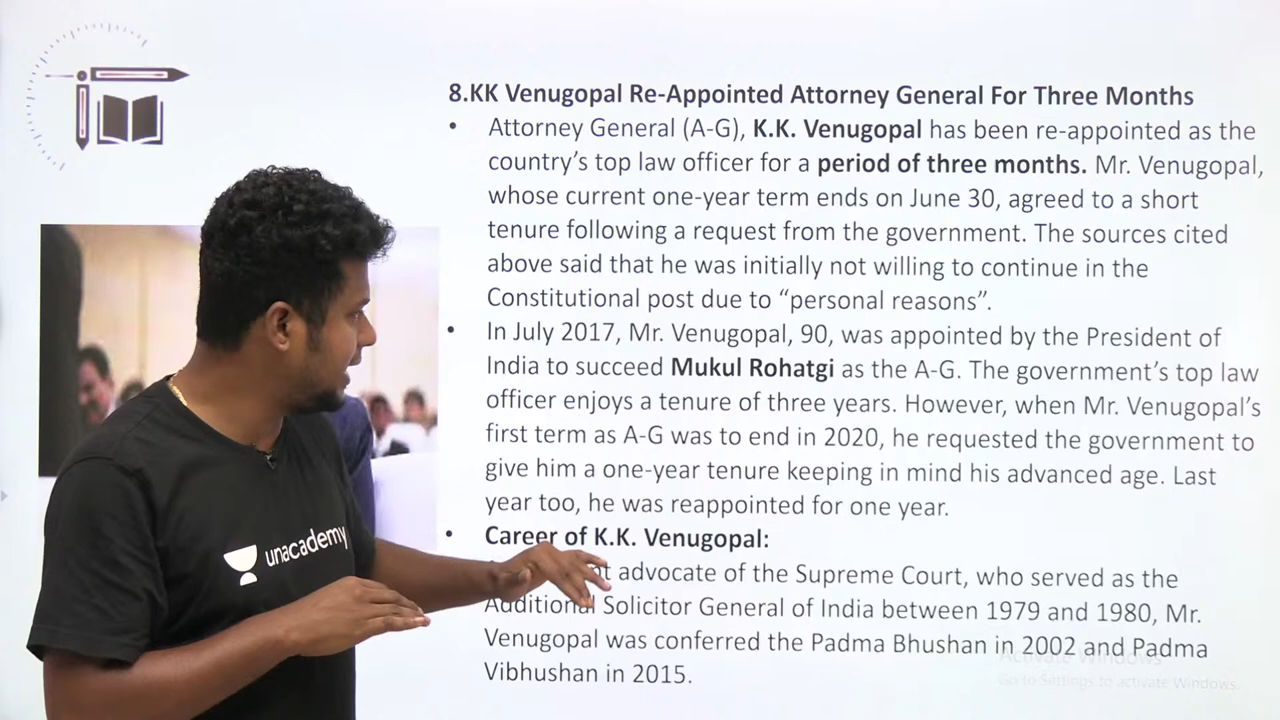 8.KK Venugopal Re-Appointed Attorney General For Three Months
• Attorney General (A-G), K.K. Venugopal has been re-appointed as the
country's top law officer for a period of three months. Mr. Venugopal,
whose current one-year term ends on June 30, agreed to a short
tenure following a request from the government. The sources cited
above said that he was initially not willing to continue in the
Constitutional post due to “personal reasons”.
• In July 2017, Mr. Venugopal, 90, was appointed by the President of
India to succeed Mukul Rohatgi as the A-G. The government's top law
officer enjoys a tenure of three years. However, when Mr. Venugopal's
first term as A-G was to end in 2020, he requested the government to
give him a one-year tenure keeping in mind his advanced age. Last
year too, he was reappointed for one year.
• Career of K.K. Venugopal:
advocate of the Supreme Court, who served as the
Additional Solicitor General of India between 1979 and 1980, Mr.
Venugopal was conferred the Padma Bhushan in 2002 and Padma
Vibhushan in 2015.
unacademy
Activate Windows
Go to Settings to activate Windows.